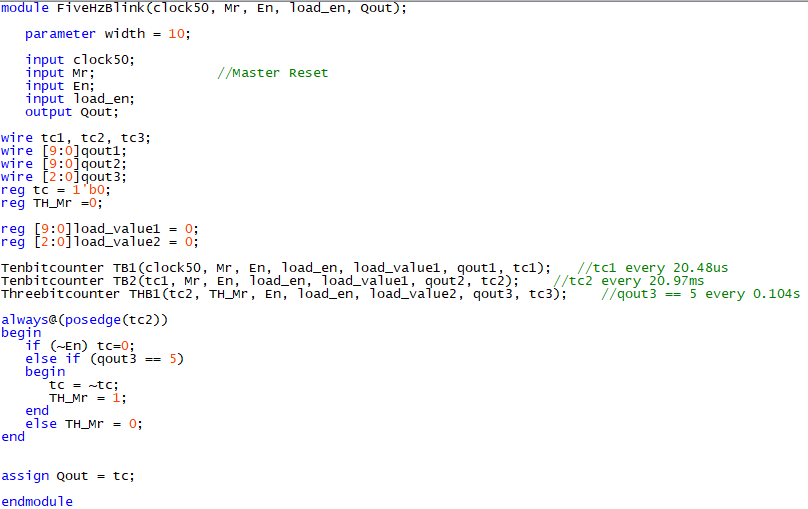 module FiveHzBlink(clock50, Mr, En, load_en, Qout);
parameter width = 10;
input clock50;
input Mr; //Master Reset
input En;
input load_en;
output Qout;
wire tc1, tc2, tc3;
wire [9:0]qout1;
wire [9:0]qout2;
wire [2:0]qout3;
reg tc = 1'b0;
reg TH_Mr =0;
reg [9:0]load_value1 = 0;
reg [2:0]load_value2 = 0;
Tenbitcounter TB1(clock50, Mr, En, load_en, load_value1, qout1, tc1); //tc1 every 20.48us
Tenbitcounter TB2(tc1, Mr, En, load_en, load_value1, qout2, tc2); //tc2 every 20.97ms
Threebitcounter THB1(tc2, TH_Mr, En, load_en, load_value2, qout3, tc3); //qout3 == 5 every 0.104s
always@(posedge(tc2))
begin
if (~En) tc=0;
else if (qout3 == 5)
begin
tc = ~tc;
TH_Mr = 1;
end
else TH_Mr = 0;
end
assign Qout = tc;
endmodule